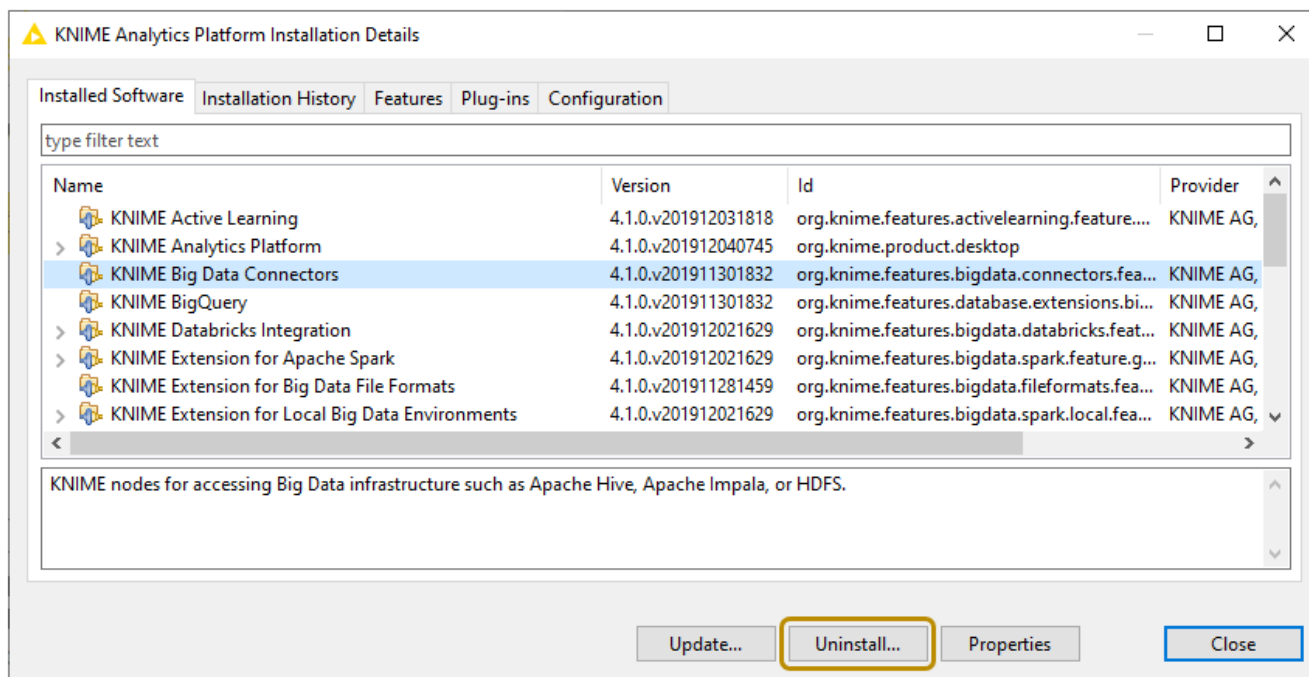 KNIME Analytics Platform Installation Details
Installed Software Installation History Features Plug-ins Configuration
type filter text
Name Version Id Provider
KNIME Active Learning 4.1.0.v201912031818 org.knime.features.activelearning.feature.... KNIME AG,
KNIME Analytics Platform 4.1.0.v201912040745 org.knime.product.desktop
KNIME Big Data Connectors 4.1.0.v201911301832 org.knime.features.bigdata.connectors.fea... KNIME AG,
KNIME BigQuery 4.1.0.v201911301832 org.knime.features.database.extensions.bi... KNIME AG,
KNIME Databricks Integration 4.1.0.v201912021629 org.knime.features.bigdata.databricks.feat... KNIME AG,
KNIME Extension for Apache Spark 4.1.0.v201912021629 org.knime.features.bigdata.spark.feature.g... KNIME AG,
KNIME Extension for Big Data File Formats 4.1.0.v201911281459 org.knime.features.bigdata.fileformats.fea... KNIME AG,
KNIME Extension for Local Big Data Environments 4.1.0.v201912021629 org.knime.features.bigdata.spark.local.fea... KNIME AG,
KNIME nodes for accessing Big Data infrastructure such as Apache Hive, Apache Impala, or HDFS.
Update... Uninstall... Properties Close